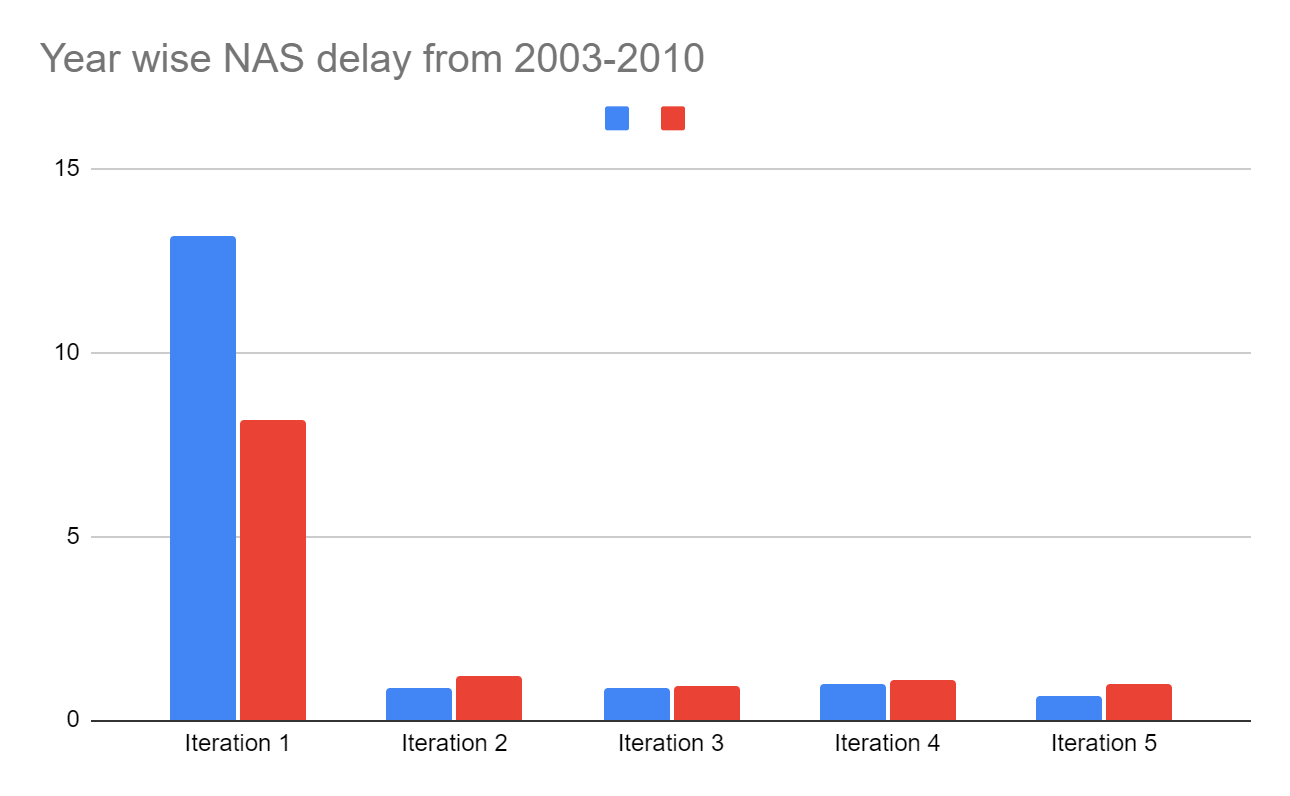 Year wise NAS delay from 2003-2010
15
10
5
0
Iteration 1 Iteration 2 Iteration 3 Iteration 4 Iteration 5